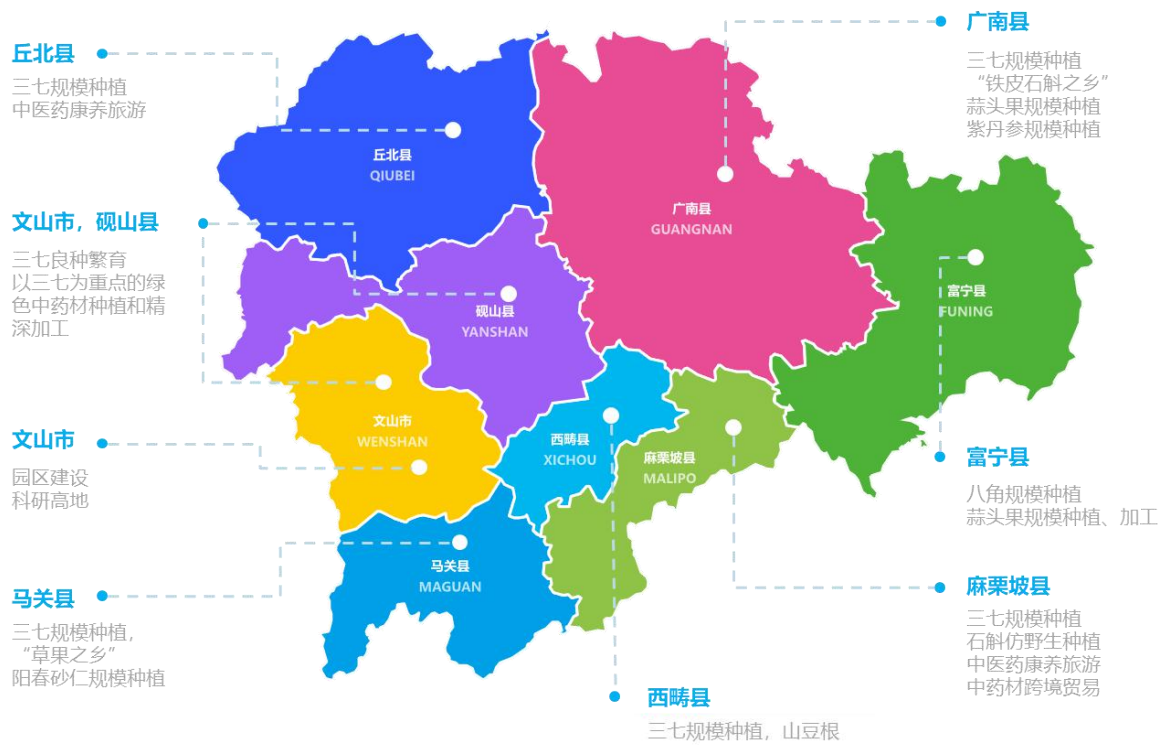 丘北县
三七规模种植
中医药康养旅游
文山市，砚山县
三七良种繁育
以三七为重点的绿
色中药材种植和精
深加工
文山市
园区建设
科研高地
马关县
三七规模种植，
“草果之乡”
阳春砂仁规模种植
丘北县
QIUBEI
广南县
GUANGNAN
砚山县
YANSHAN
富宁县
FUNING
文山市
WENSHAN
西畴县
XICHOU
麻栗坡县
MALIPO
马关县
MAGUAN
广南县
三七规模种植
“铁皮石斛之乡”
蒜头果规模种植
紫丹参规模种植
富宁县
八角规模种植
蒜头果规模种植、加工
麻栗坡县
三七规模种植
石斛仿野生种植
中医药康养旅游
中药材跨境贸易
西畴县
三七规模种植，山豆根